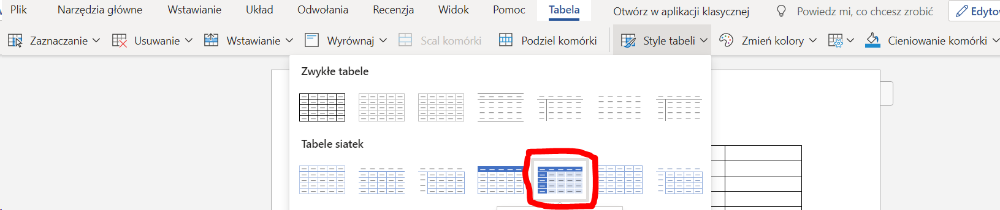 Plik Narzędzia główne Wstawianie Układ Odwołania Recenzja Widok Pomoc Tabela Otwórz w aplikacji klasycznej Powiedz mi, co chcesz zrobić Edytow
Zaznaczanie Usuwanie Wstawianie Wyrównaj Scal komórki Podziel komórki Style tabeli Zmień kolory Cieniowanie komórki
Zwykłe tabele
Tabele siatek